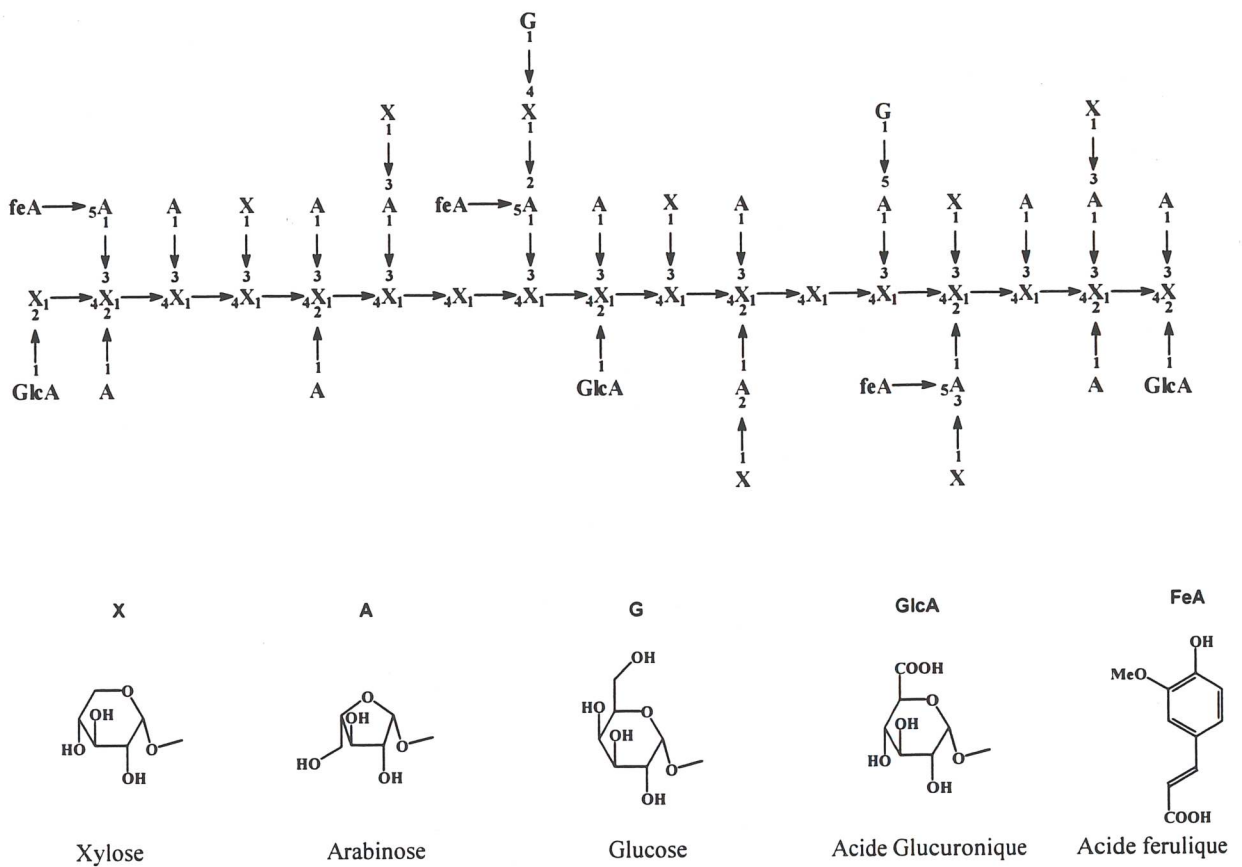 G
1
4
X X G X
1 1 1 1
3 2 5 3
feA 5A A X A A feA 5A A X A A X A A A
1 1 1 1 1 1 1 1 1 1 1 1 1 1
3 3 3 3 3 3 3 3 3 3 3 3 3 3
X1 4X1 4X1 4X1 4X1 4X1 4X1 4X1 4X1 4X1 4X1 4X1 4X1 4X1 4X1 4X1 4X
2 2 2 2 2 2 2 2
1 1 1 1 1 1 1 1
GlcA A A GlcA A feA 5A A GlcA
2 3
1 1
X X
X A G GlcA FeA
O OH HO O OH
O OH HO O OH
OH HO O OH O OH
COOH O OH HO O OH
OH MeO COOH
Xylose Arabinose Glucose Acide Glucuronique Acide ferulique